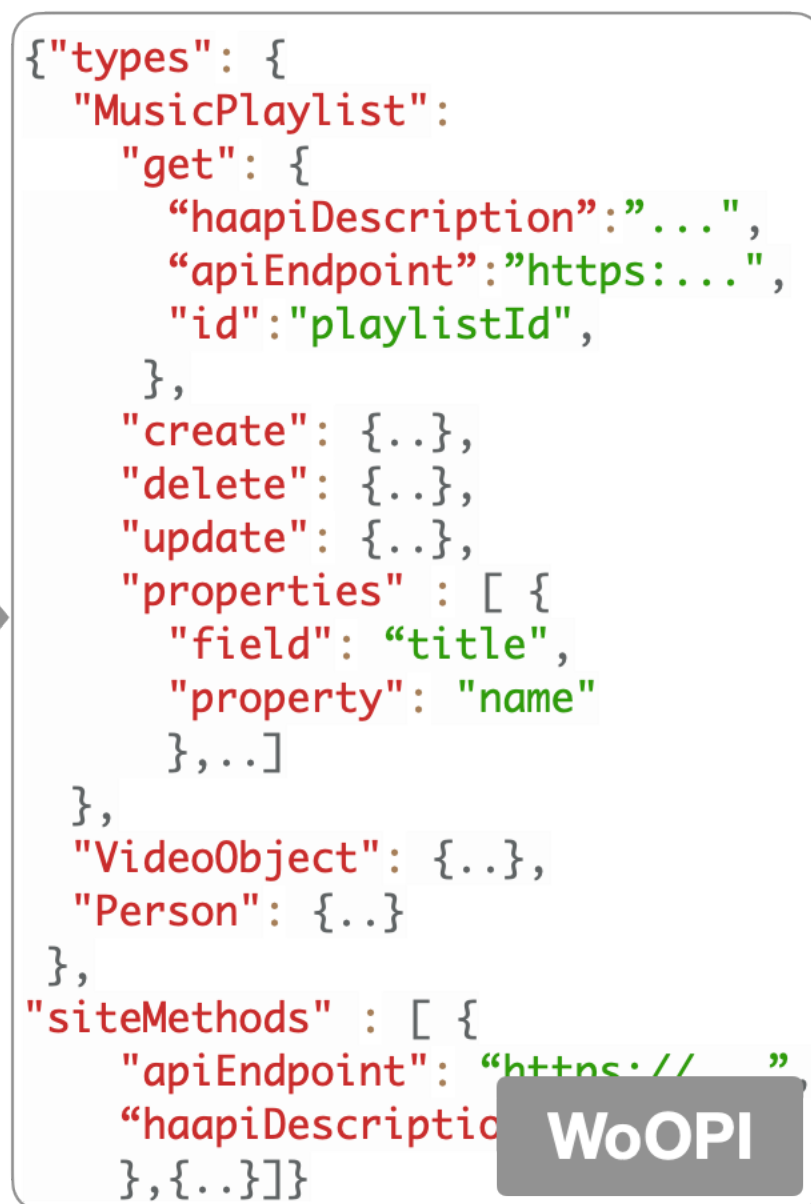 {"types": {
"MusicPlaylist":
"get": {
“haapiDescription”:”...",
“apiEndpoint”:”https:...",
"id":"playlistId",
},
"create": {..},
"delete": {..},
"update": {..},
"properties" : [ {
"field": “title",
"property": "name"
},..]
},
"VideoObject": {..},
"Person": {..}
},
"siteMethods" : [ {
"apiEndpoint": “https://...”,
“haapiDescriptio
WoOPI
},{..}]}